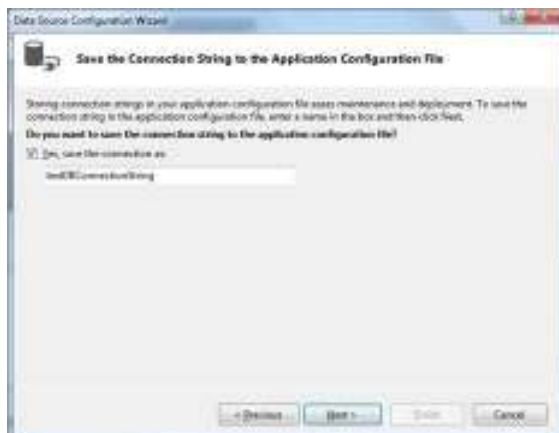 Data Source Configuration Wizard
Save the Connection String to the Application Configuration File
Storing connection strings in your application configuration file eases maintenance and deployment. To save the
connection string in the application configuration file, enter a name in the box and then click Next.
Do you want to save the connection string to the application configuration file?
Yes, save the connection as:
testDBConnectionString
< Previous
Next >
Finish
Cancel